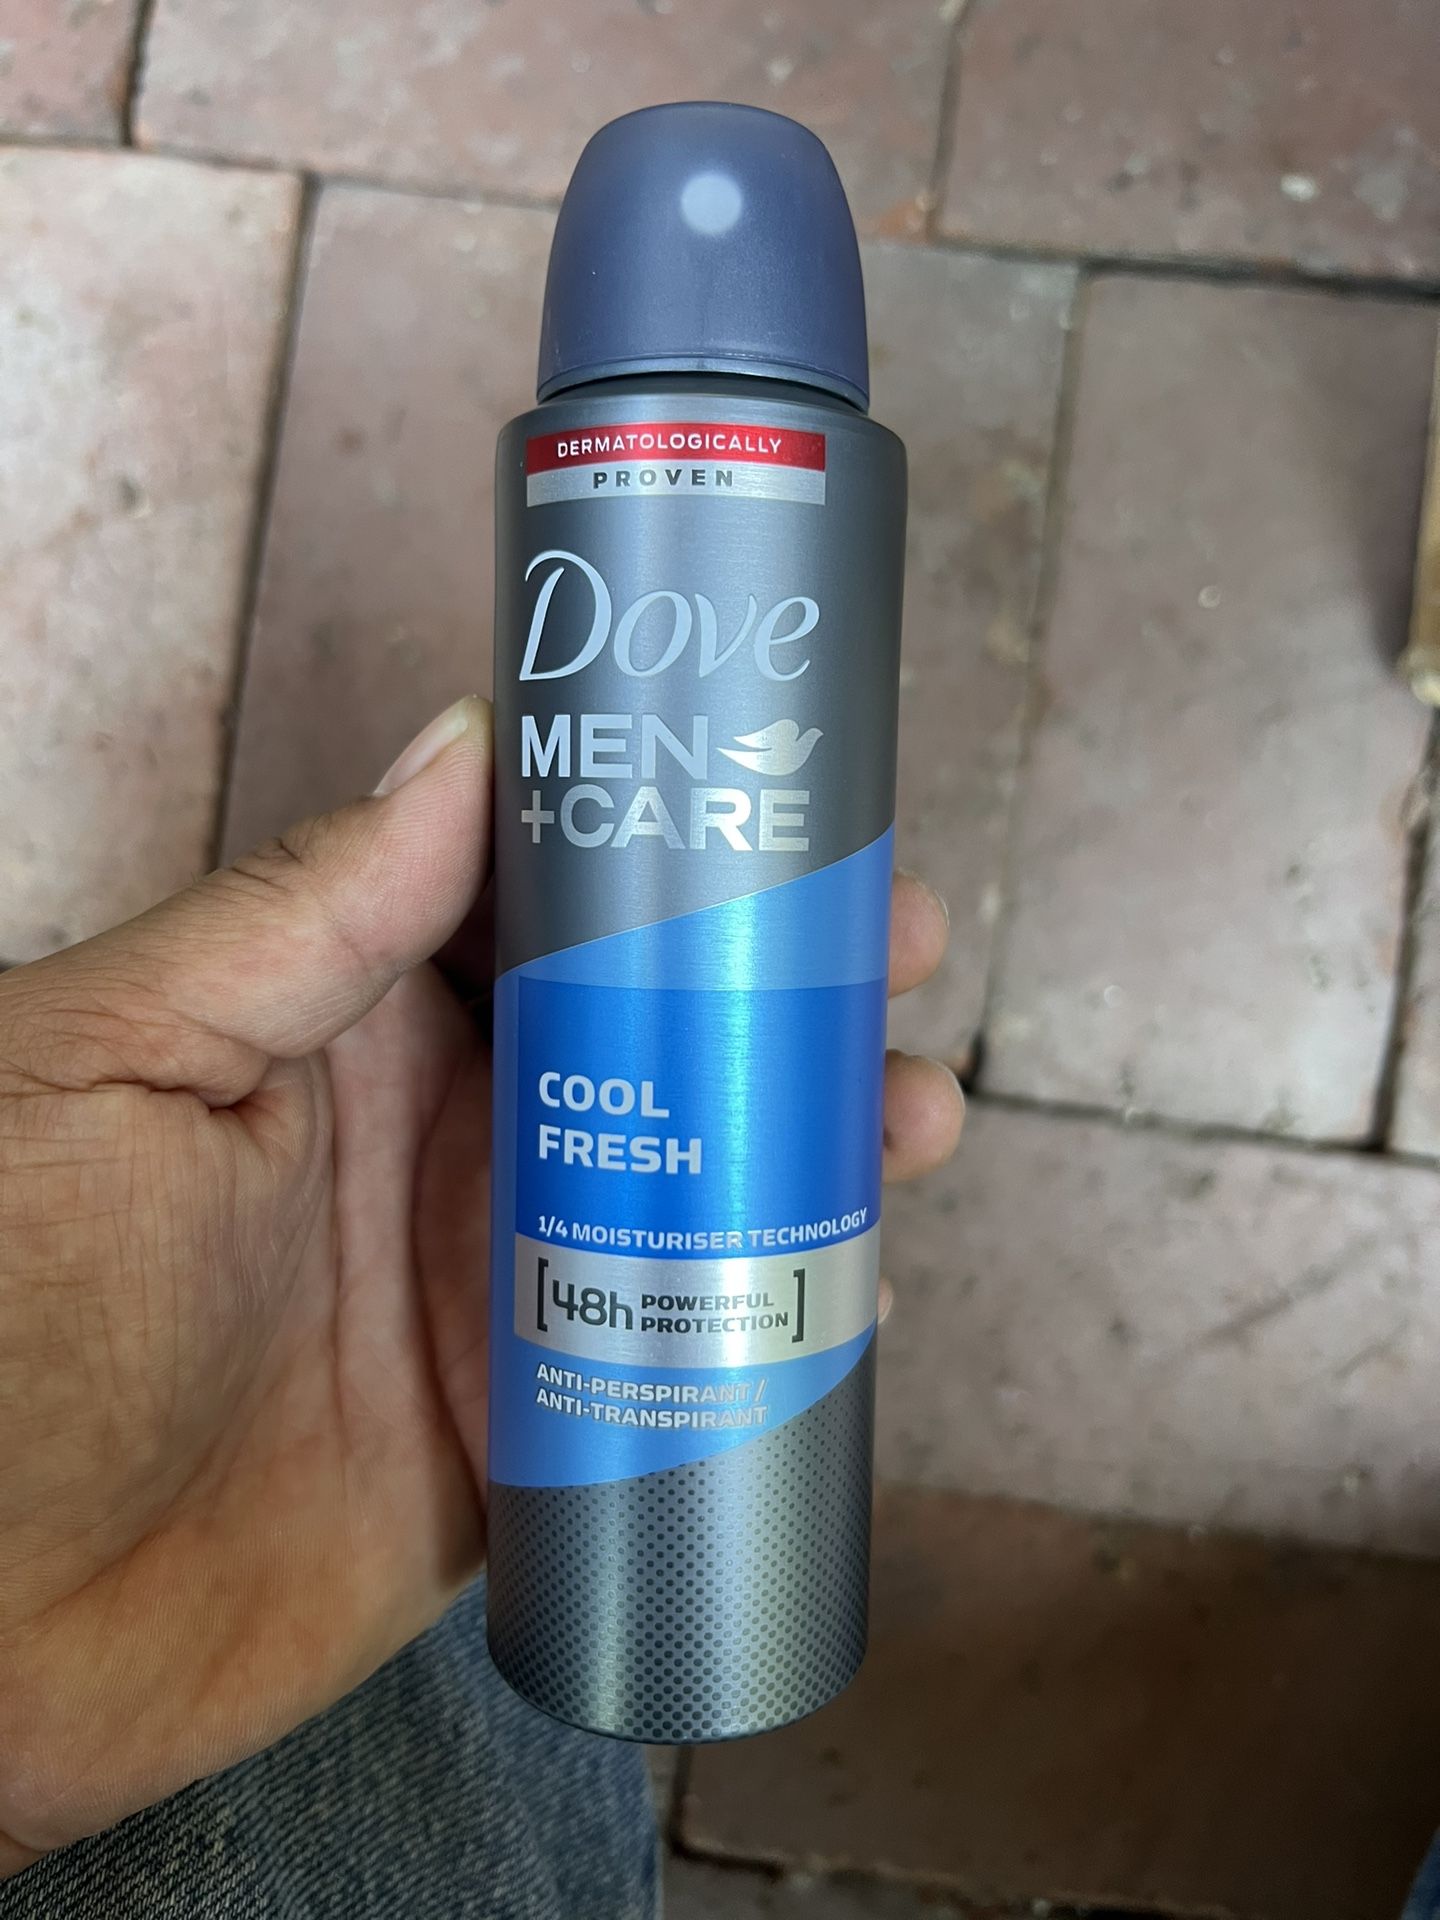 DERMATOLOGICALLY
PROVEN
Dove
MEN
+CARE
COOL
FRESH
1/4 MOISTURISER TECHNOLOGY
[48h POWERFUL
PROTECTION]
ANTI-PERSPIRANT/
ANTI-TRANSPIRANT